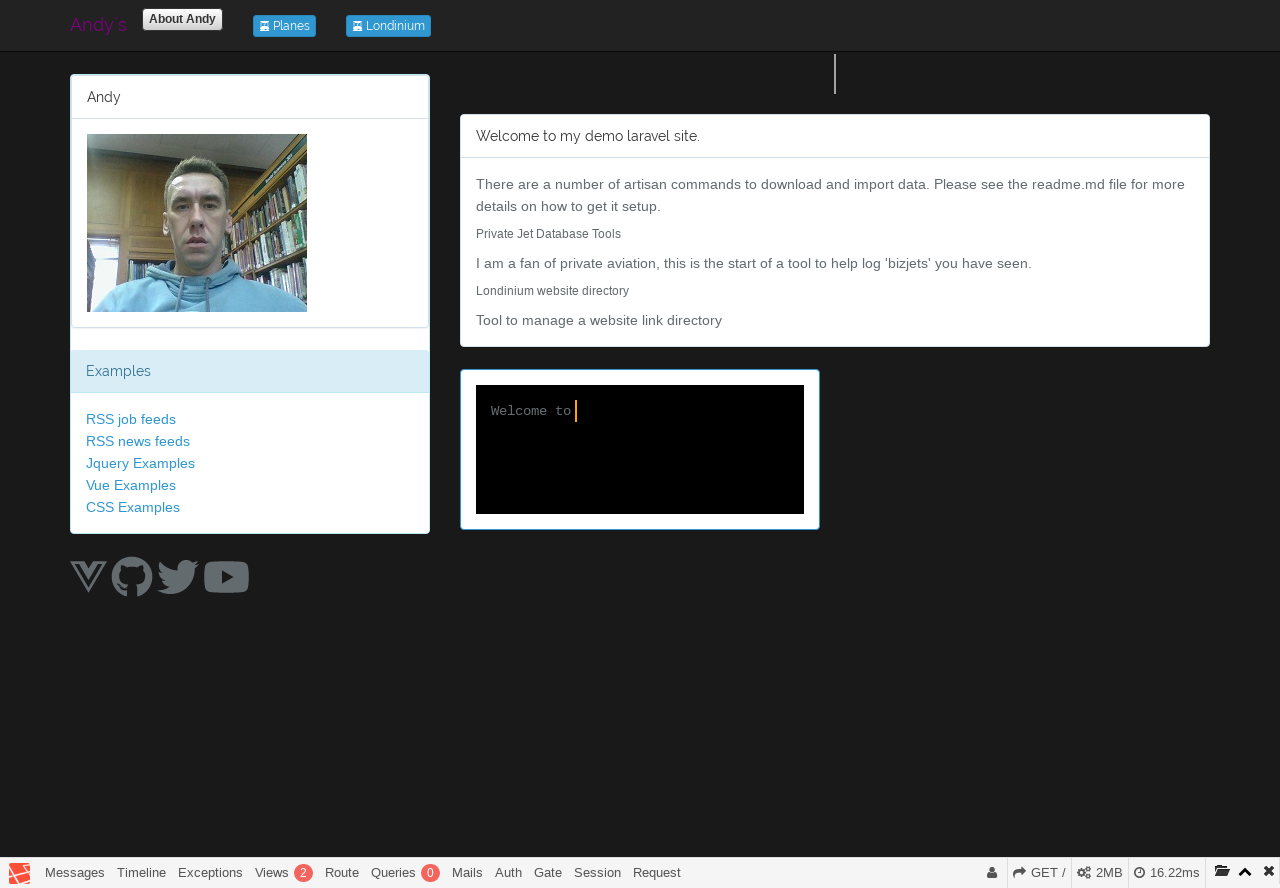 Andy's
About Andy
Planes
Londinium
Andy
Examples
RSS job feeds
RSS news feeds
Jquery Examples
Vue Examples
CSS Examples
Welcome to my demo laravel site.
There are a number of artisan commands to download and import data. Please see the readme.md file for more
details on how to get it setup.
Private Jet Database Tools
I am a fan of private aviation, this is the start of a tool to help log 'bizjets' you have seen.
Londinium website directory
Tool to manage a website link directory
Welcome to
Messages Timeline Exceptions Views 2 Route Queries 0 Mails Auth Gate Session Request GET / 2MB 16.22ms